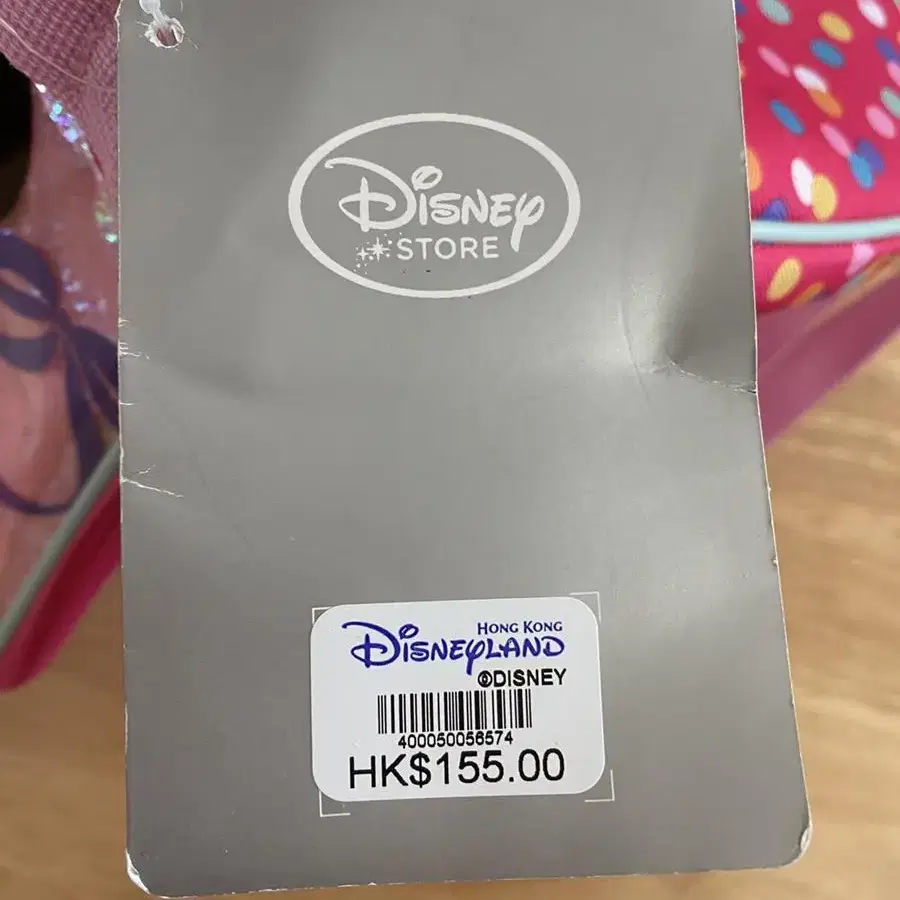 Disney
STORE
HONG KONG
DISNEYLAND
©DISNEY
400050056574
HK$155.00